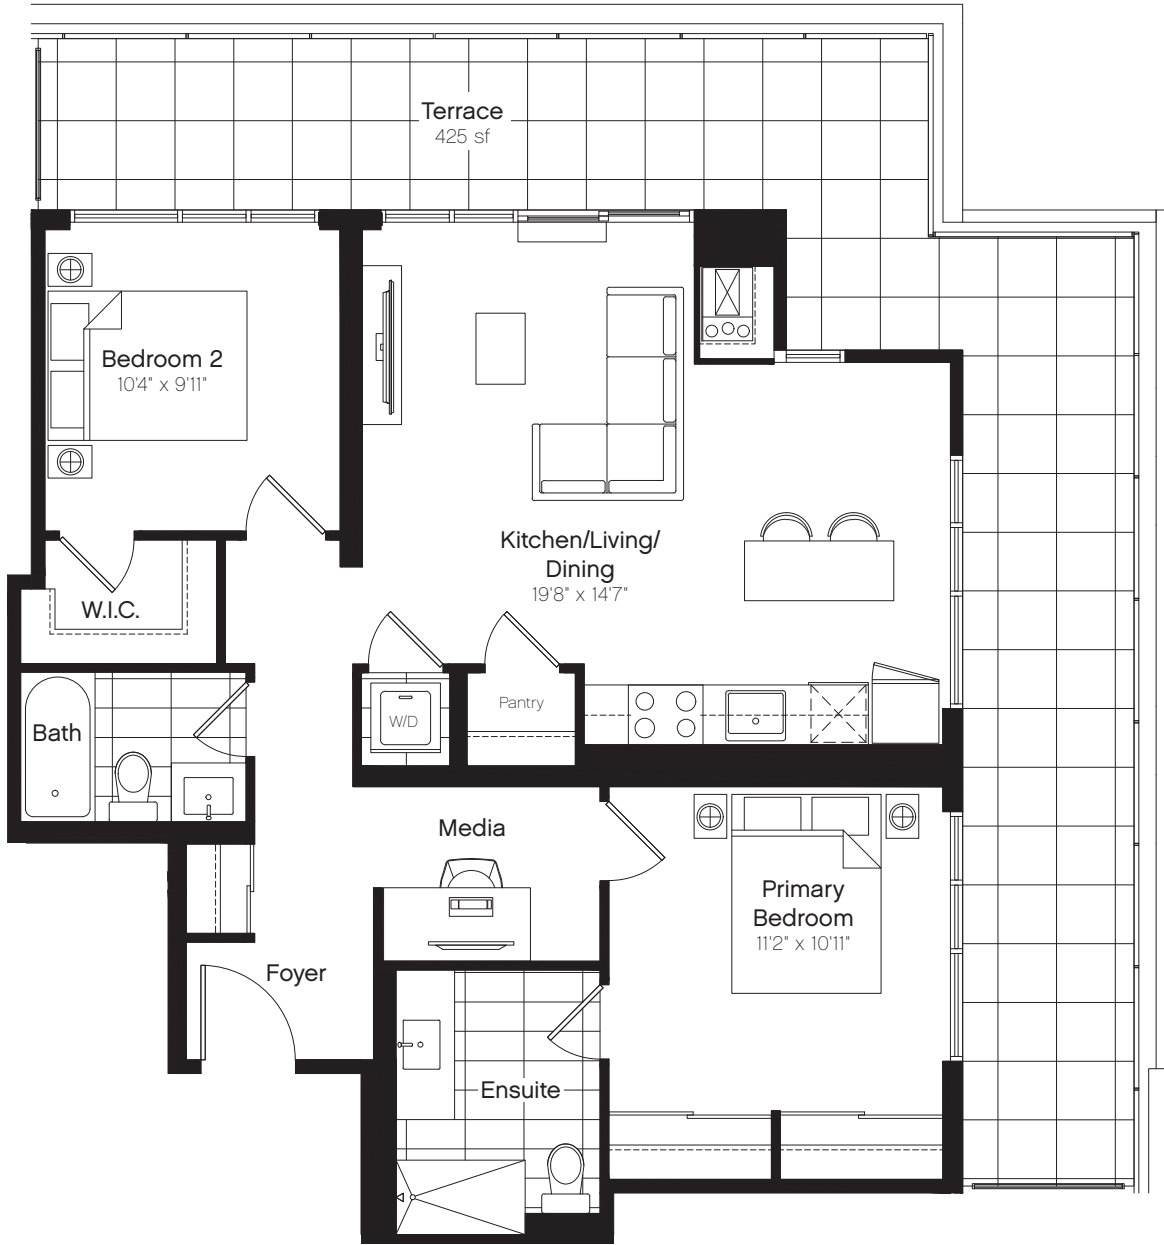 Terrace
425 sf
Bedroom 2
10'4" x 9'11"
Kitchen/Living/
Dining
19'8" x 14'7"
W.I.C.
Bath
W/D
Pantry
Media
Primary
Bedroom
11'2" x 10'11"
Foyer
Ensuite